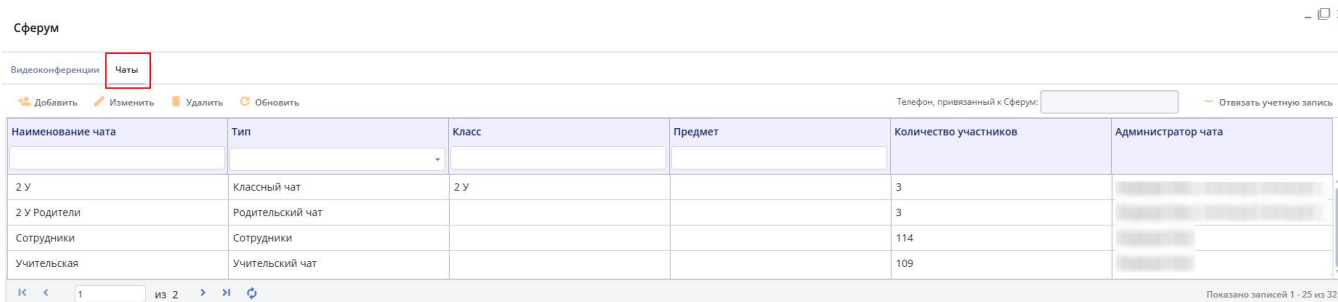 Сферум
Видеоконференции Чаты
Добавить Изменить Удалить Обновить Телефон, привязанный к Сферум: Отвязать учетную запись
Наименование чата Тип Класс Предмет Количество участников Администратор чата
2 У Классный чат 2 У 3
2 У Родители Родительский чат 3
Сотрудники Сотрудники 114
Учительская Учительский чат 109
1 из 2 Показано записей 1 - 25 из 32